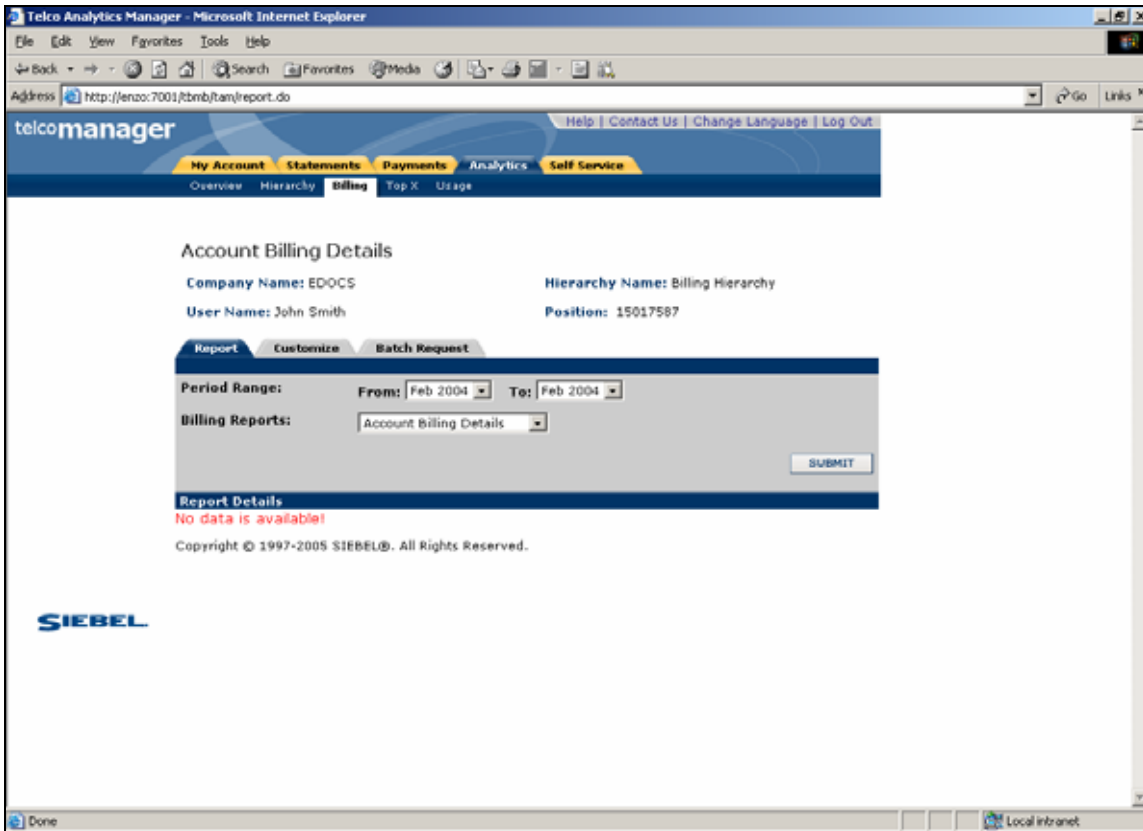 Telco Analytics Manager - Microsoft Internet Explorer
File Edit View Favorites Tools Help
Back Search Favorites Media
Address http://enzo:7001/tbmb/tam/report.do Go Links
telcomanager
Help | Contact Us | Change Language | Log Out
My Account Statements Payments Analytics Self Service
Overview Hierarchy Billing Top X Usage
Account Billing Details
Company Name: EDOCS Hierarchy Name: Billing Hierarchy
User Name: John Smith Position: 15017587
Report Customize Batch Request
Period Range: From: Feb 2004 To: Feb 2004
Billing Reports: Account Billing Details
SUBMIT
Report Details
No data is available!
Copyright © 1997-2005 SIEBEL®. All Rights Reserved.
SIEBEL.
Done Local intranet